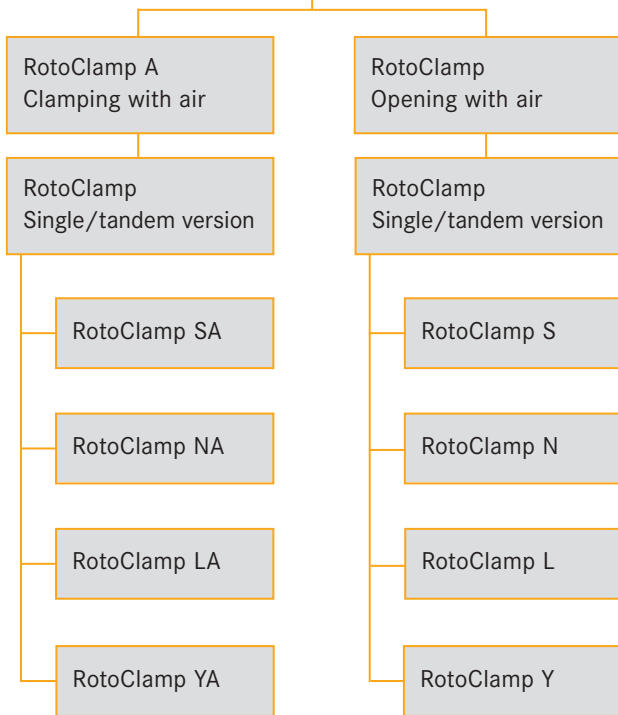 RotoClamp A
Clamping with air
RotoClamp
Single/tandem version
RotoClamp SA
RotoClamp NA
RotoClamp LA
RotoClamp YA
RotoClamp
Opening with air
RotoClamp
Single/tandem version
RotoClamp S
RotoClamp N
RotoClamp L
RotoClamp Y